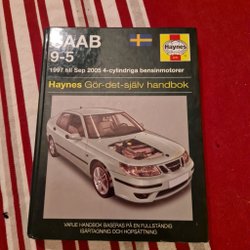 SAAB
9-5
Haynes
1997 till Sep 2005 4-cylindriga bensinmotorer
Haynes Gör-det-själv handbok
VARJE HANDBOK BASERAS PÅ EN FULLSTÄNDIG
ISÄRTAGNING OCH HOPSÄTTNING